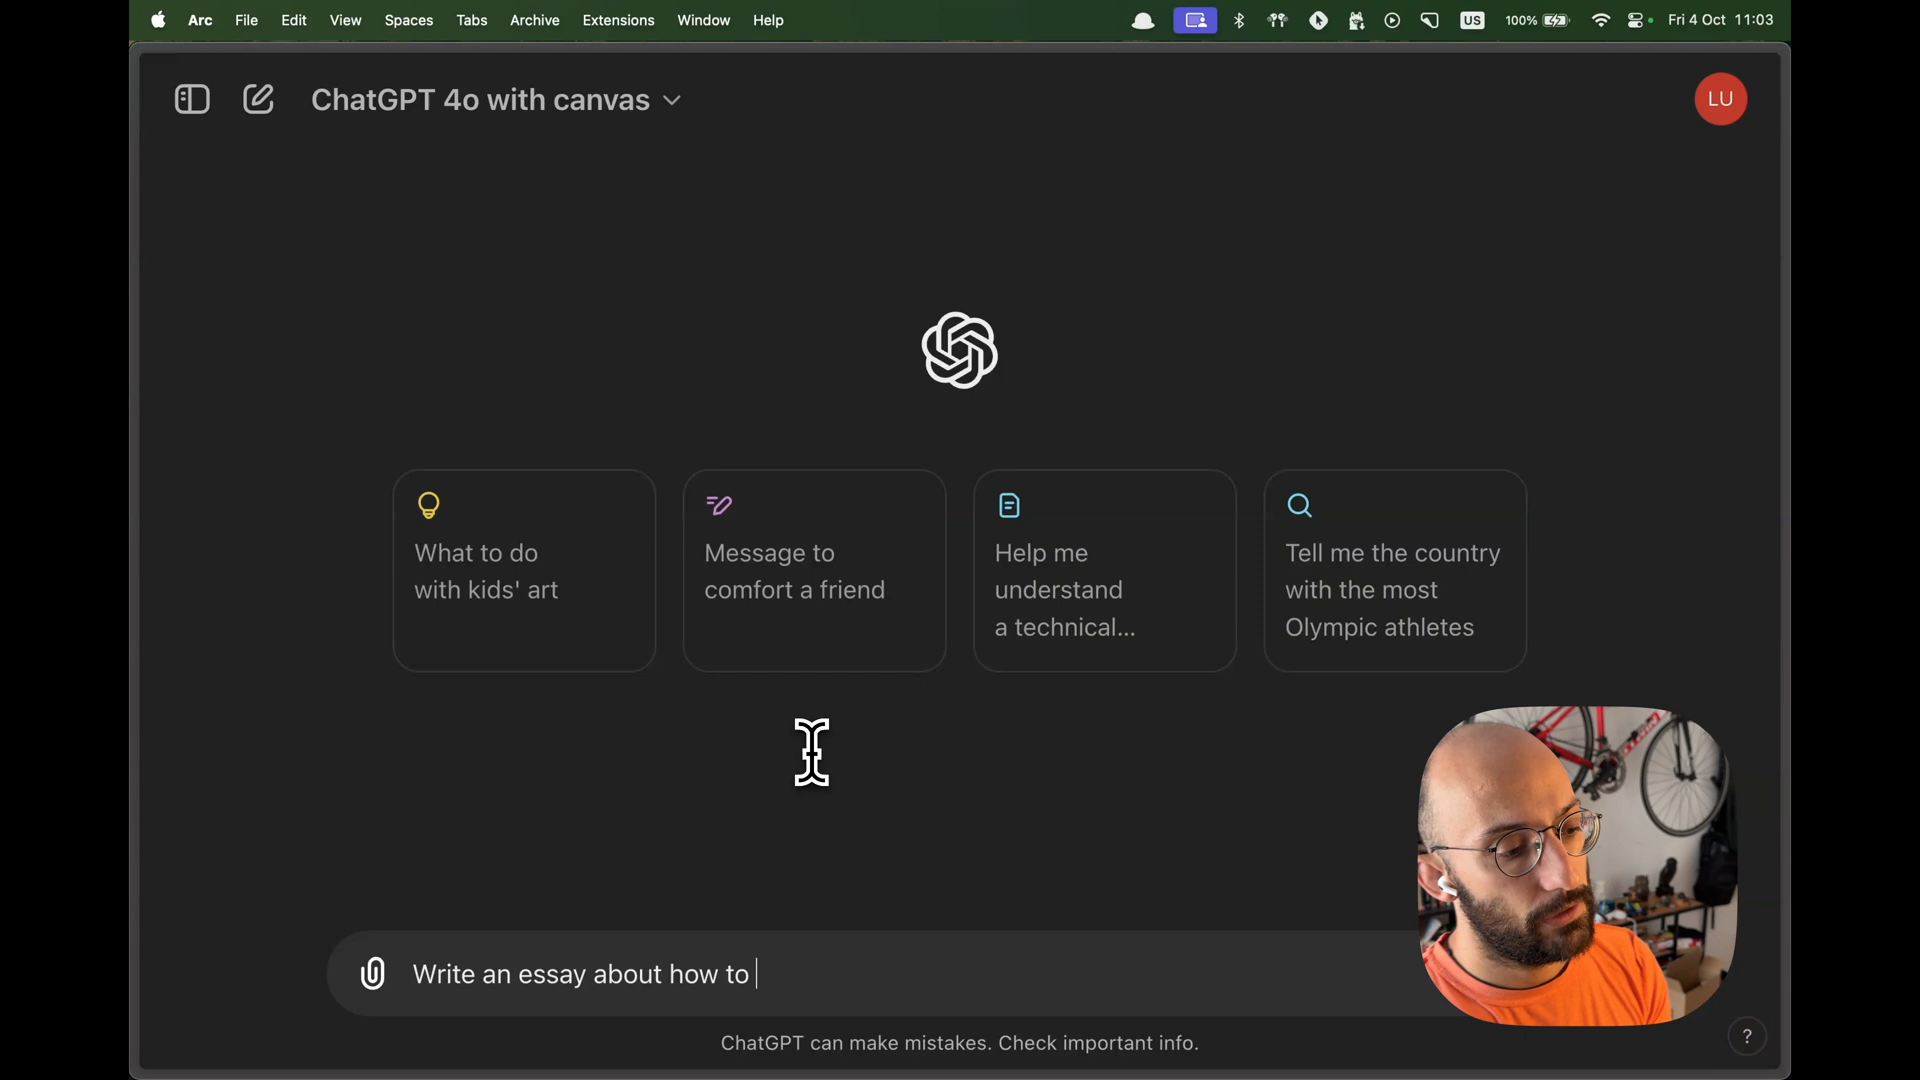 Arc File Edit View Spaces Tabs Archive Extensions Window Help US 100% Fri 4 Oct 11:03
ChatGPT 4o with canvas
LU
What to do
with kids' art
Message to
comfort a friend
Help me
understand
a technical...
Tell me the country
with the most
Olympic athletes
Write an essay about how to
ChatGPT can make mistakes. Check important info.
?